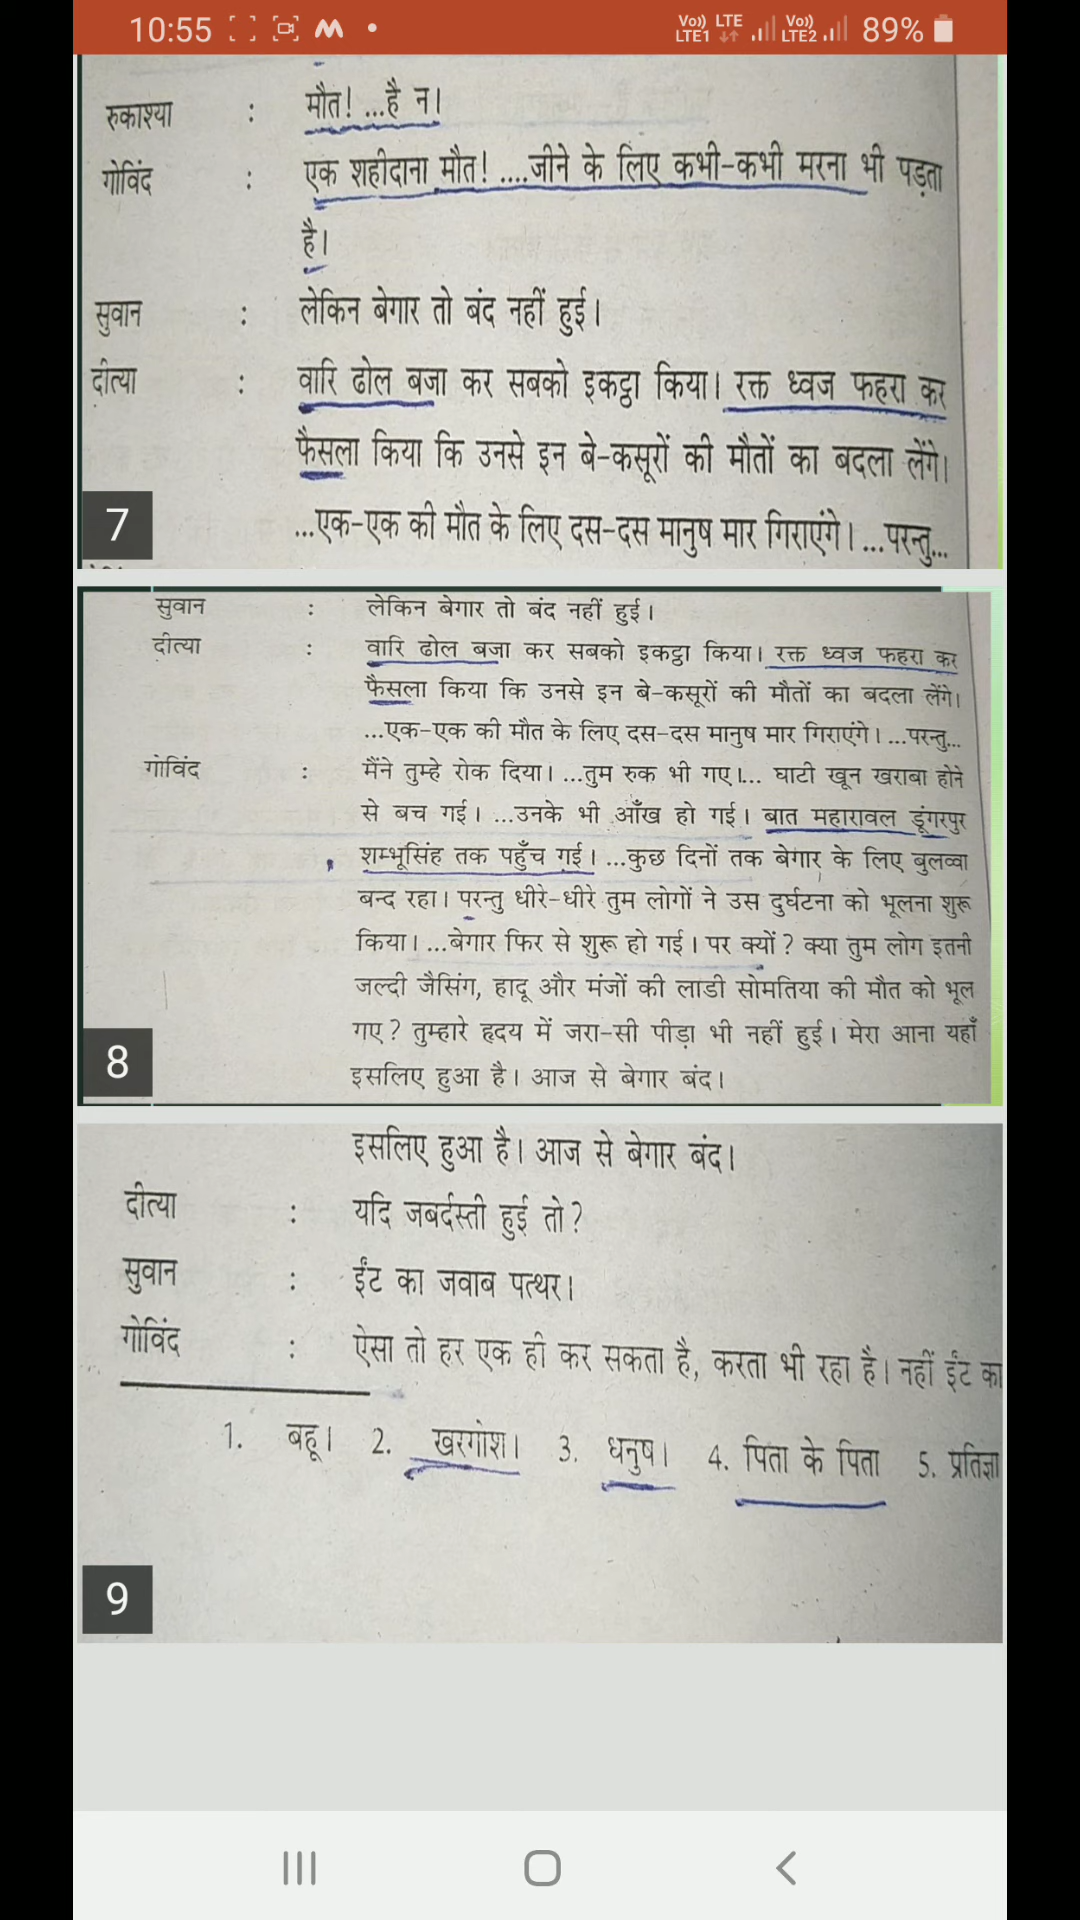 10:55
Vo)) LTE LTE1 Vo)) LTE2 89%
रुकाश्या : मौत! ...है न।
गोविंद : एक शहीदाना मौत! ....जीने के लिए कभी-कभी मरना भी पड़ता
है।
सुवान : लेकिन बेगार तो बंद नहीं हुई।
दीत्या : वारि ढोल बजा कर सबको इकट्ठा किया। रक्त ध्वज फहरा कर
फैसला किया कि उनसे इन बे-कसूरों की मौतों का बदला लेंगे।
...एक-एक की मौत के लिए दस-दस मानुष मार गिराएंगे। ...परन्तु...
7
सुवान : लेकिन बेगार तो बंद नहीं हुई।
दीत्या : वारि ढोल बजा कर सबको इकट्ठा किया। रक्त ध्वज फहरा कर
फैसला किया कि उनसे इन बे-कसूरों की मौतों का बदला लेंगे।
...एक-एक की मौत के लिए दस-दस मानुष मार गिराएंगे। ...परन्तु...
गोविंद : मैंने तुम्हे रोक दिया। ...तुम रुक भी गए।... घाटी खून खराबा होने
से बच गई। ...उनके भी आँख हो गई। बात महारावल डूंगरपुर
शम्भूसिंह तक पहुँच गई। ...कुछ दिनों तक बेगार के लिए बुलव्वा
बन्द रहा। परन्तु धीरे-धीरे तुम लोगों ने उस दुर्घटना को भूलना शुरू
किया। ...बेगार फिर से शुरू हो गई। पर क्यों? क्या तुम लोग इतनी
जल्दी जैसिंग, हादू और मंजों की लाडी सोमतिया की मौत को भूल
गए? तुम्हारे हृदय में जरा-सी पीड़ा भी नहीं हुई। मेरा आना यहाँ
इसलिए हुआ है। आज से बेगार बंद।
8
इसलिए हुआ है। आज से बेगार बंद।
दीत्या : यदि जबर्दस्ती हुई तो?
सुवान : ईंट का जवाब पत्थर।
गोविंद : ऐसा तो हर एक ही कर सकता है, करता भी रहा है। नहीं ईंट का
1. बहू। 2. खरगोश। 3. धनुष। 4. पिता के पिता 5. प्रतिज्ञा
9